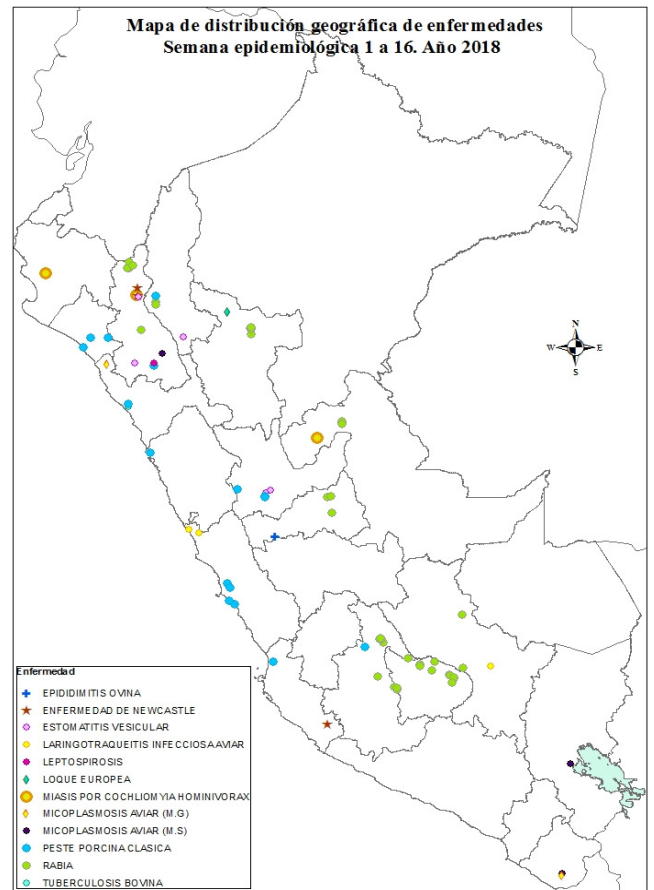 Mapa de distribución geográfica de enfermedades
Semana epidemiológica 1 a 16. Año 2018
N
W E
S
Enfermedad
EPIDIDIMITIS OVINA
ENFERMEDAD DE NEWCASTLE
ESTOMATITIS VESICULAR
LARINGOTRAQUEITIS INFECCIOSA AVIAR
LEPTOSPIROSIS
LOQUE EUROPEA
MIASIS POR COCHLIOMYIA HOMINIVORAX
MICOPLASMOSIS AVIAR (M.G)
MICOPLASMOSIS AVIAR (M.S)
PESTE PORCINA CLASICA
RABIA
TUBERCULOSIS BOVINA